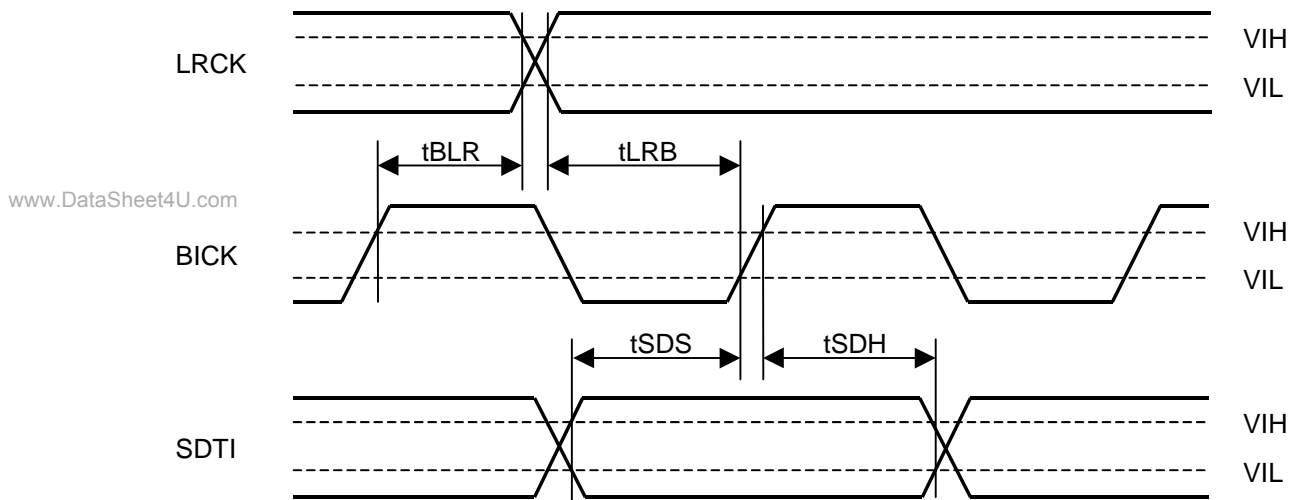 VIH
LRCK
VIL
tBLR
tLRB
www.DataSheet4U.com
VIH
BICK
VIL
tSDS
tSDH
VIH
SDTI
VIL